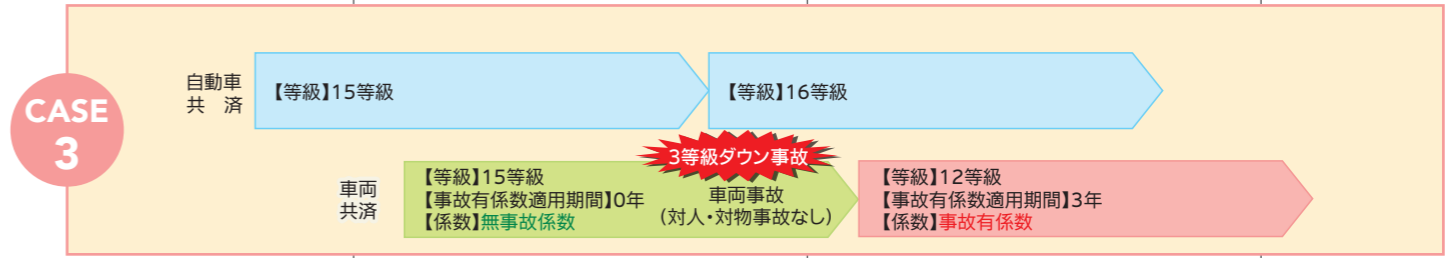 CASE
3
自動車
共　済
【等級】15等級
【等級】16等級
3等級ダウン事故
車両
共済
【等級】15等級
【事故有係数適用期間】0年
【係数】無事故係数
車両事故
(対人・対物事故なし)
【等級】12等級
【事故有係数適用期間】3年
【係数】事故有係数